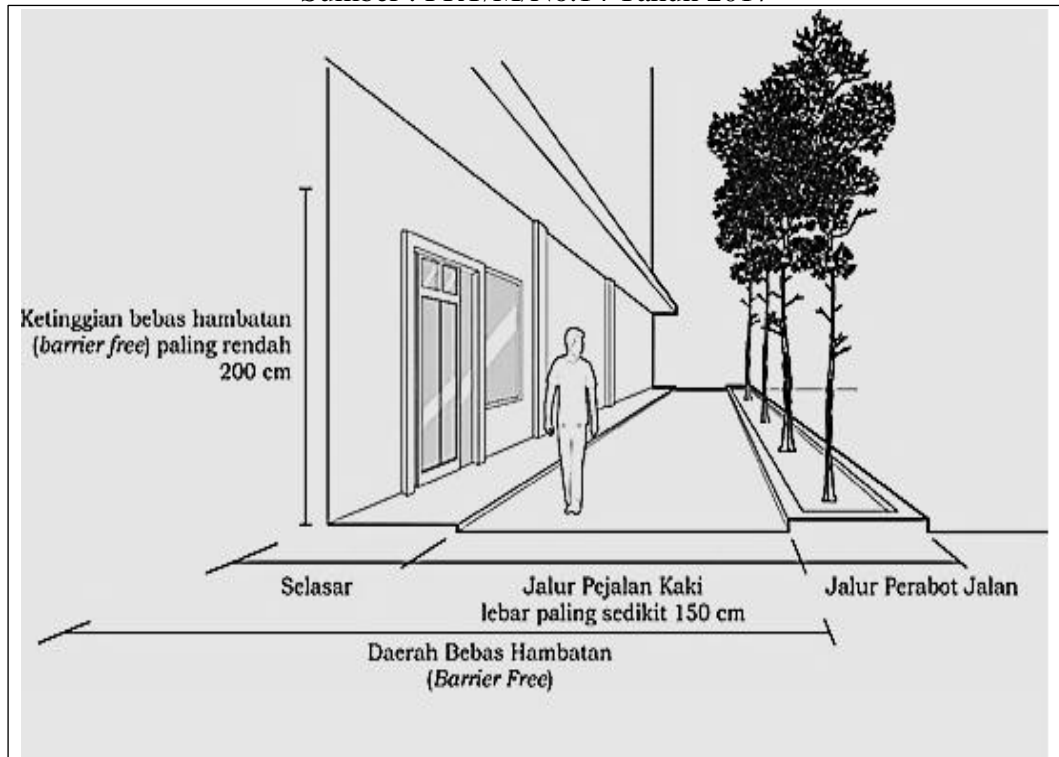 Ketinggian bebas hambatan
(barrier free) paling rendah
200 cm
Selasar
Jalur Pejalan Kaki
lebar paling sedikit 150 cm
Jalur Perabot Jalan
Daerah Bebas Hambatan
(Barrier Free)